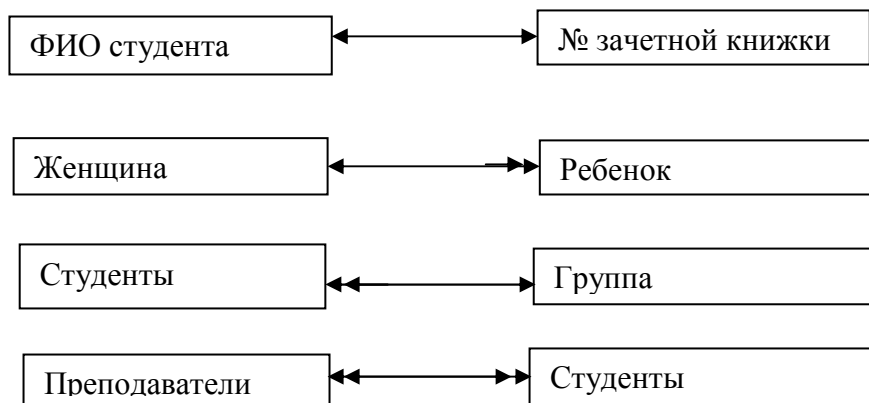 ФИО студента № зачетной книжки
Женщина Ребенок
Студенты Группа
Преподаватели Студенты